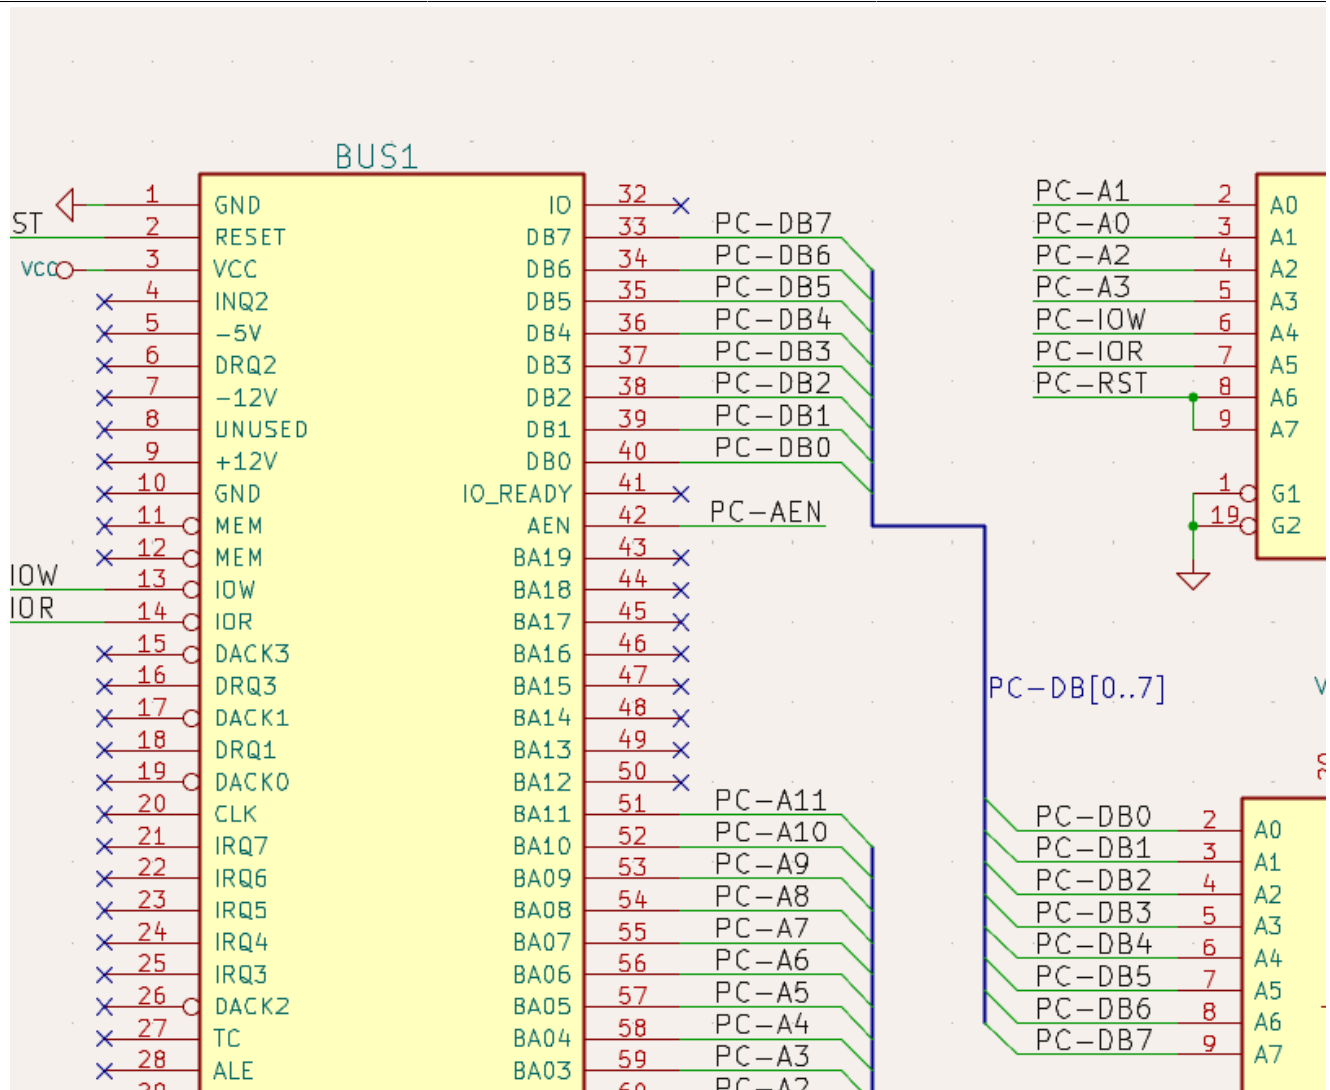 BUS1
ST
VCC
1 GND
2 RESET
3 VCC
4 INQ2
5 -5V
6 DRQ2
7 -12V
8 UNUSED
9 +12V
10 GND
11 MEM
12 MEM
IOW 13 IOW
IOR 14 IOR
15 DACK3
16 DRQ3
17 DACK1
18 DRQ1
19 DACK0
20 CLK
21 IRQ7
22 IRQ6
23 IRQ5
24 IRQ4
25 IRQ3
26 DACK2
27 TC
28 ALE
IO 32
DB7 33 PC-DB7
DB6 34 PC-DB6
DB5 35 PC-DB5
DB4 36 PC-DB4
DB3 37 PC-DB3
DB2 38 PC-DB2
DB1 39 PC-DB1
DB0 40 PC-DB0
IO_READY 41
AEN 42 PC-AEN
BA19 43
BA18 44
BA17 45
BA16 46
BA15 47
BA14 48
BA13 49
BA12 50
BA11 51 PC-A11
BA10 52 PC-A10
BA09 53 PC-A9
BA08 54 PC-A8
BA07 55 PC-A7
BA06 56 PC-A6
BA05 57 PC-A5
BA04 58 PC-A4
BA03 59 PC-A3
PC-A1 2 A0
PC-A0 3 A1
PC-A2 4 A2
PC-A3 5 A3
PC-IOW 6 A4
PC-IOR 7 A5
PC-RST 8 A6
9 A7
1 G1
19 G2
PC-DB[0..7]
PC-DB0 2 A0
PC-DB1 3 A1
PC-DB2 4 A2
PC-DB3 5 A3
PC-DB4 6 A4
PC-DB5 7 A5
PC-DB6 8 A6
PC-DB7 9 A7